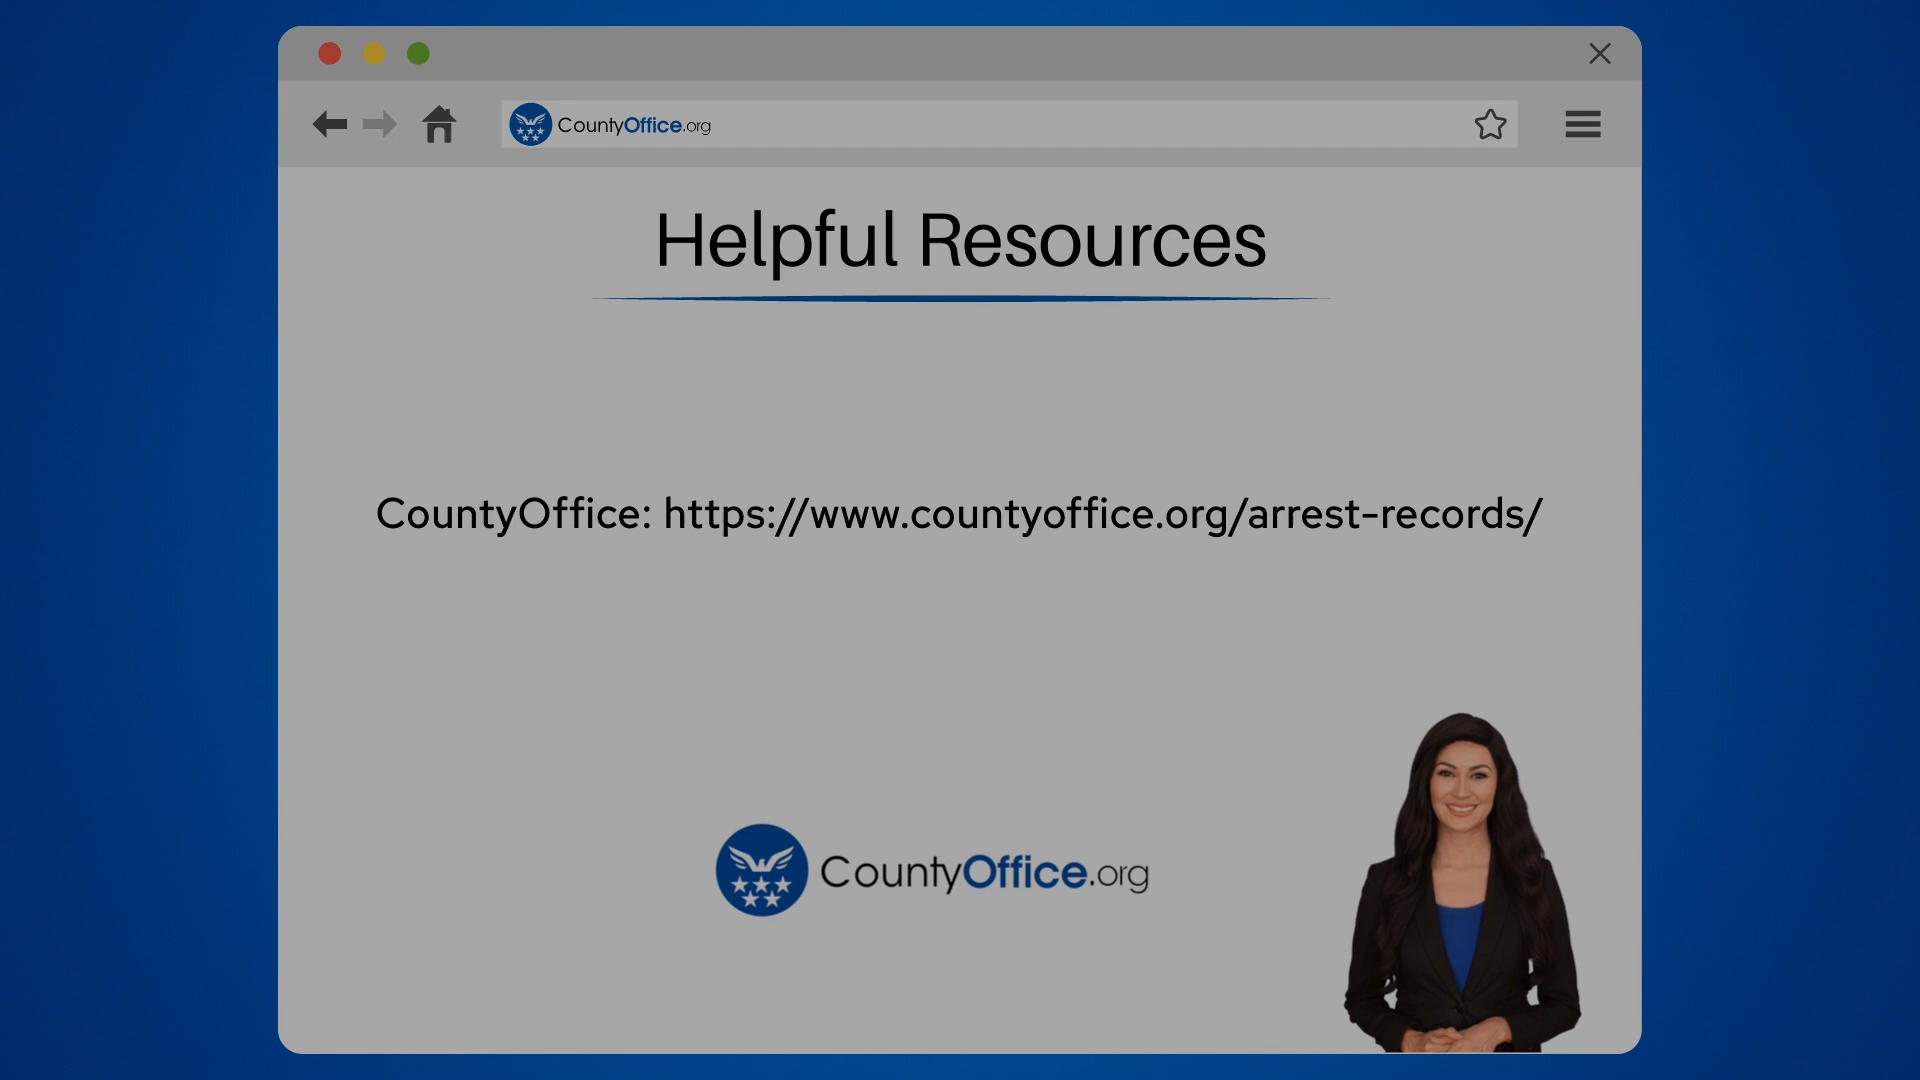 CountyOffice.org
Helpful Resources
CountyOffice: https://www.countyoffice.org/arrest-records/
CountyOffice.org